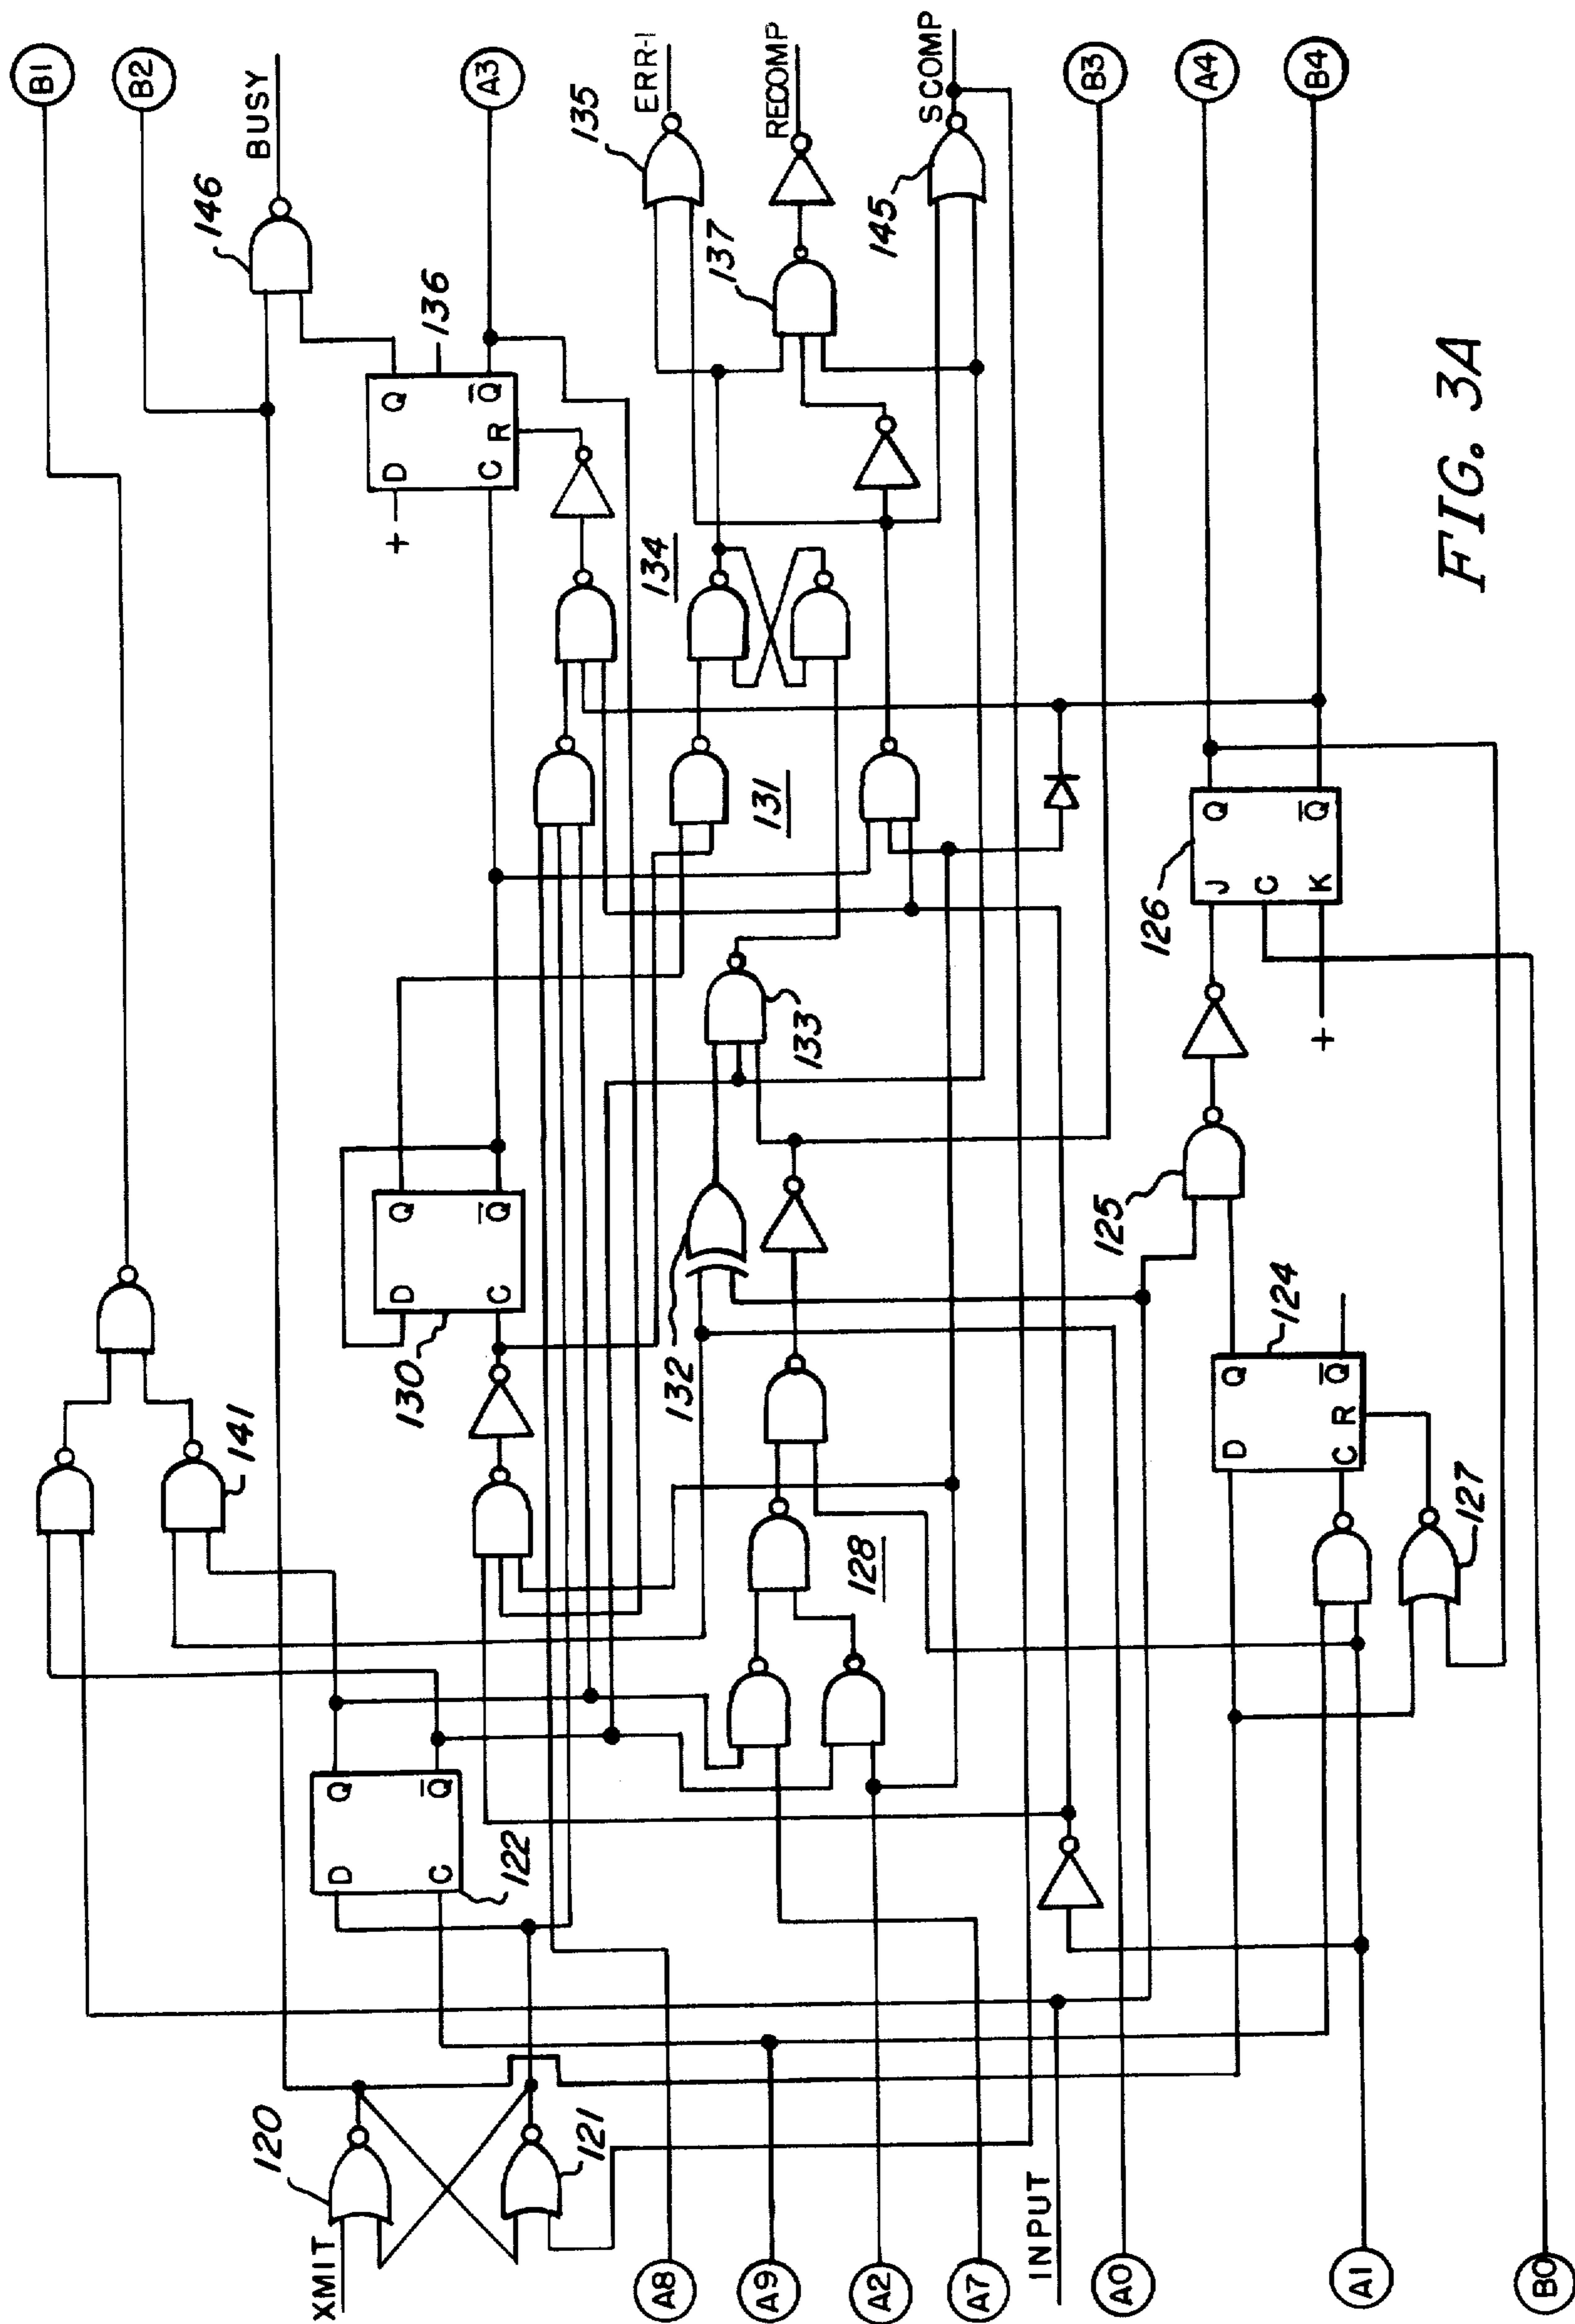 B1
B2
BUSY
146
A3
D
Q
136
+
C
R
Q
135
ERR-1
134
137
RECOMP
145
SCOMP
B3
A4
B4
141
130
D
Q
C
Q
131
133
132
126
J
Q
C
K
Q
+
125
122
D
Q
C
Q
128
124
D
Q
C
R
Q
127
120
XMIT
121
A8
A9
A2
A7
INPUT
A0
A1
B0
FIG. 3A